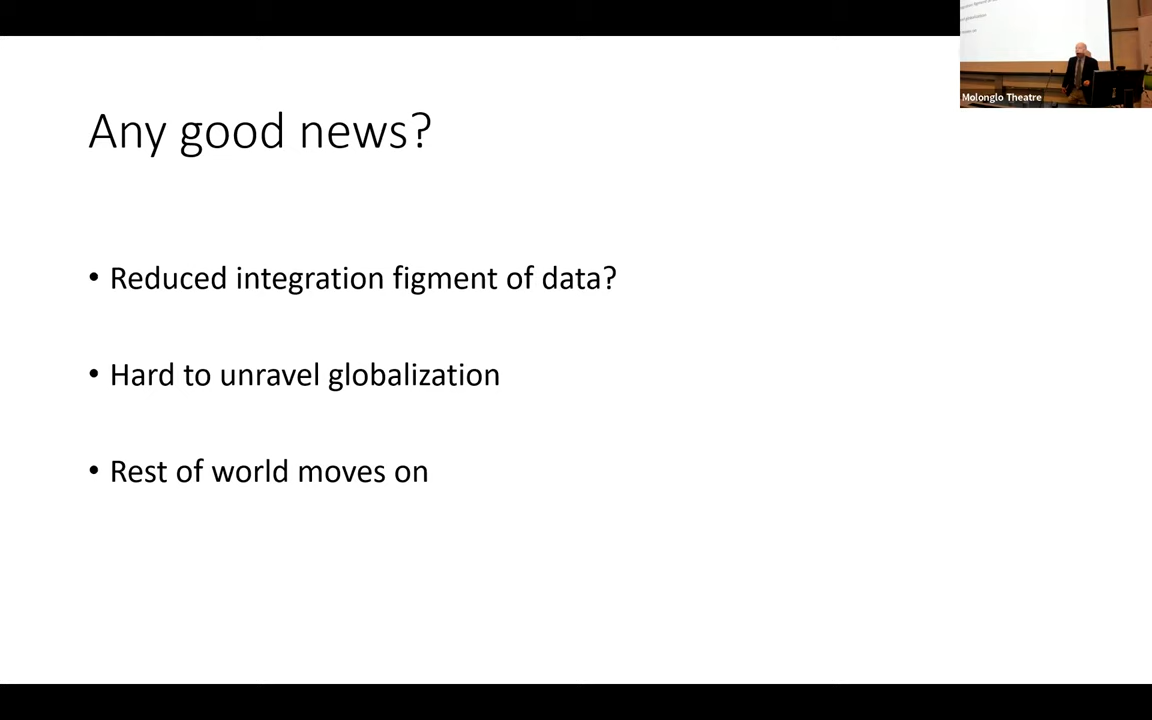 Any good news?
• Reduced integration figment of data?
• Hard to unravel globalization
• Rest of world moves on
Molonglo Theatre